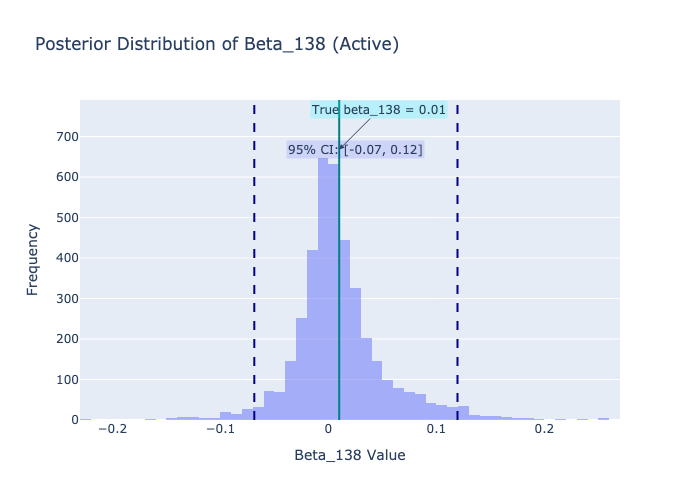 Posterior Distribution of Beta_138 (Active)
True beta_138 = 0.01
95% CI: [-0.07, 0.12]
700
600
500
400
300
200
100
0
Frequency
−0.2
−0.1
0
0.1
0.2
Beta_138 Value